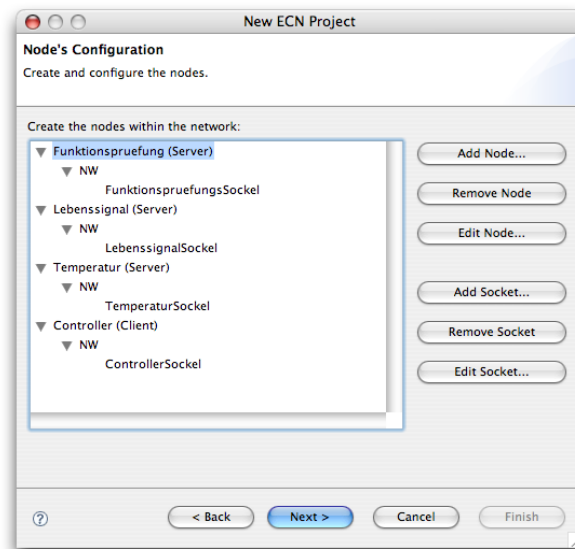 New ECN Project
Node's Configuration
Create and configure the nodes.
Create the nodes within the network:
Funktionspruefung (Server)
NW
FunktionspruefungsSockel
Lebenssignal (Server)
NW
LebenssignalSockel
Temperatur (Server)
NW
TemperaturSockel
Controller (Client)
NW
ControllerSockel
Add Node...
Remove Node
Edit Node...
Add Socket...
Remove Socket
Edit Socket...
?
< Back
Next >
Cancel
Finish